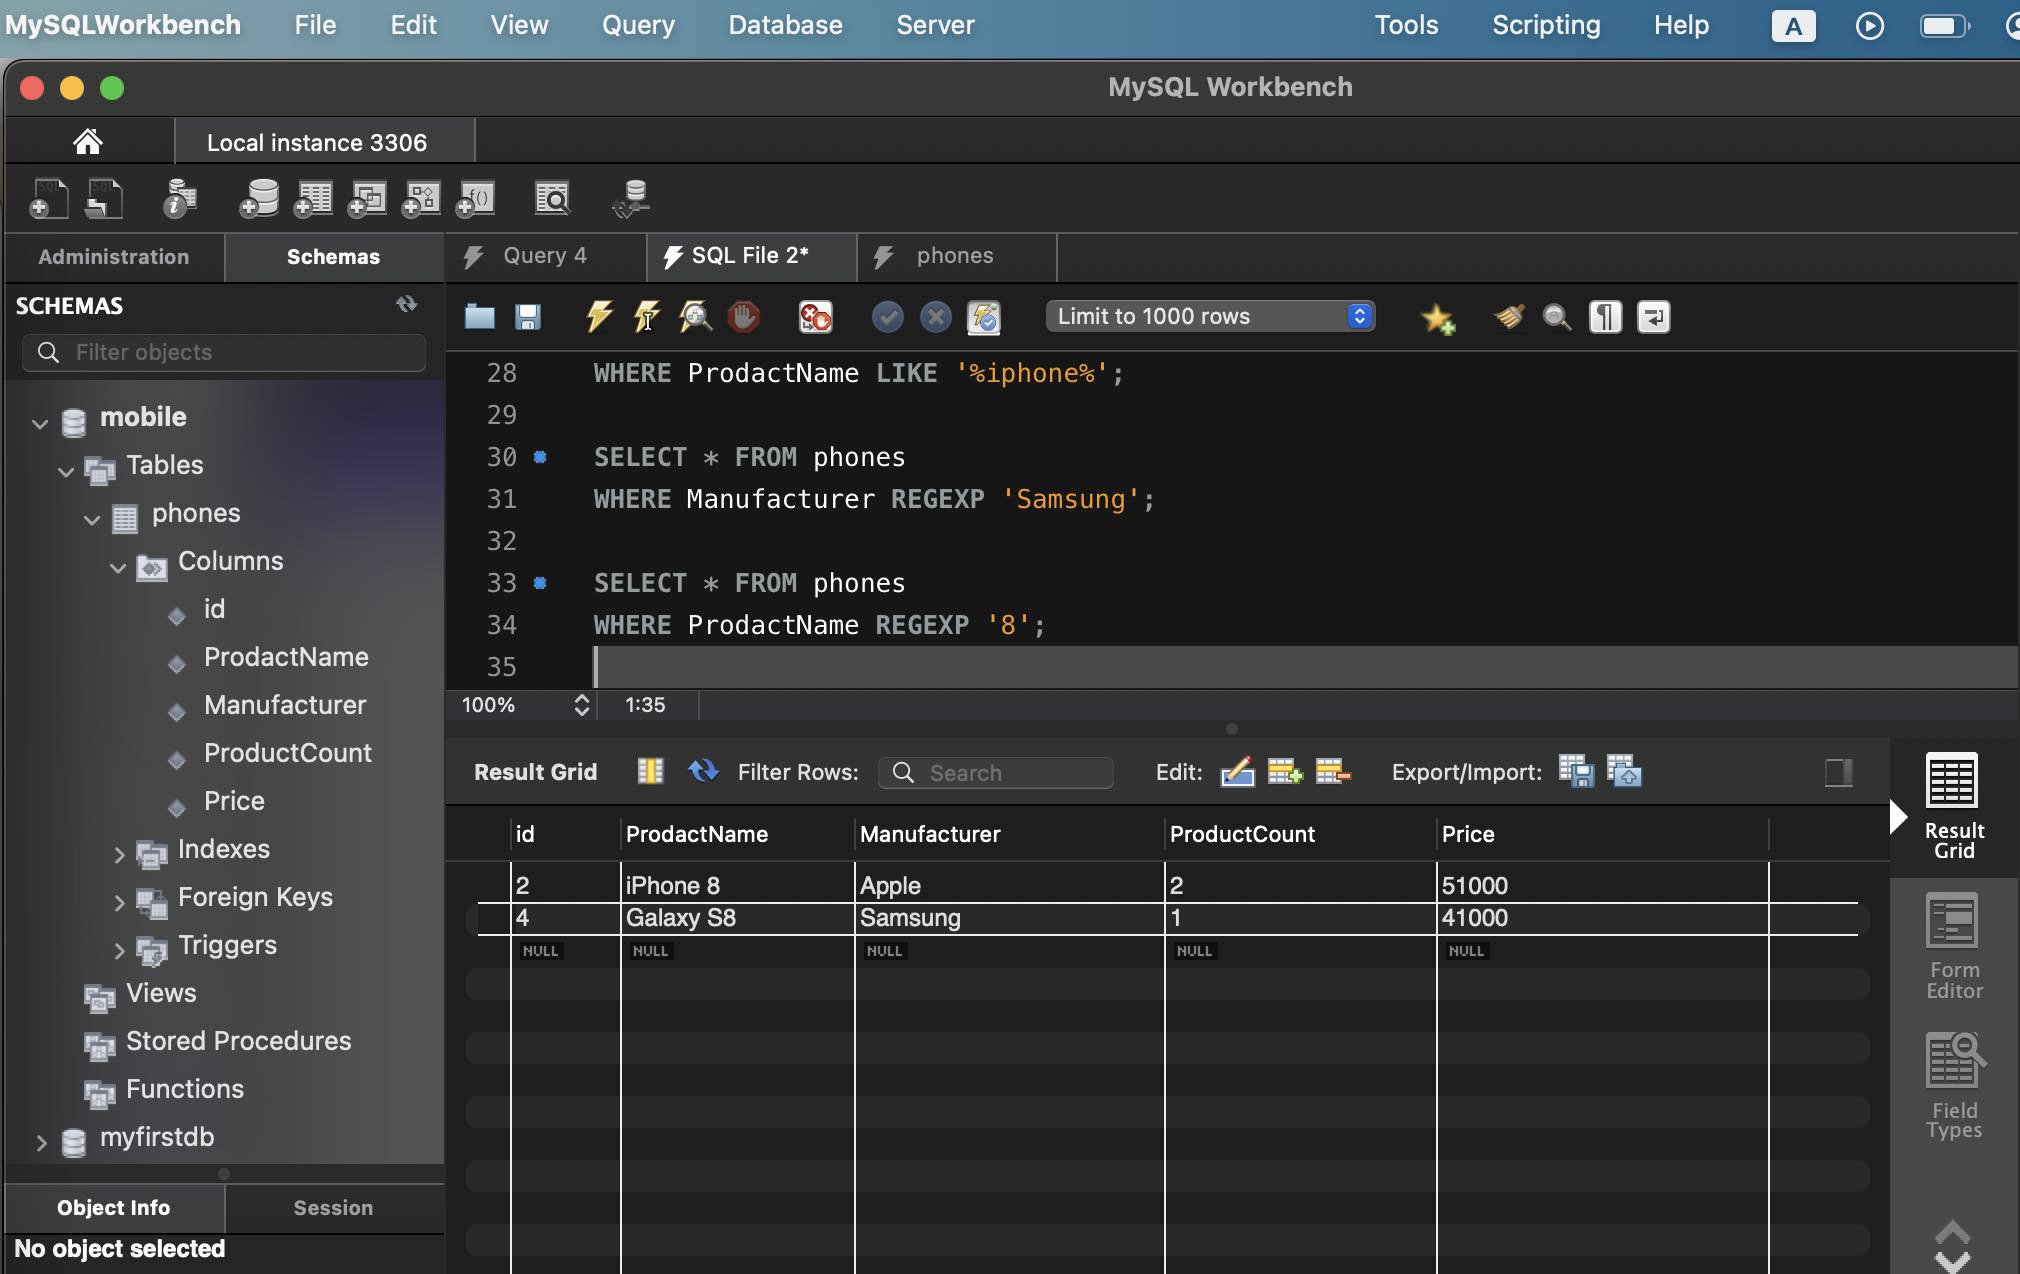 MySQLWorkbench File Edit View Query Database Server Tools Scripting Help A
MySQL Workbench
Local instance 3306
Administration Schemas
Query 4 SQL File 2* phones
SCHEMAS
Filter objects
Limit to 1000 rows
mobile
Tables
phones
Columns
id
ProdactName
Manufacturer
ProductCount
Price
Indexes
Foreign Keys
Triggers
Views
Stored Procedures
Functions
myfirstdb
Object Info Session
No object selected
28 WHERE ProdactName LIKE '%iphone%';
29
30 SELECT * FROM phones
31 WHERE Manufacturer REGEXP 'Samsung';
32
33 SELECT * FROM phones
34 WHERE ProdactName REGEXP '8';
35
100% 1:35
Result Grid Filter Rows: Search Edit: Export/Import:
id ProdactName Manufacturer ProductCount Price
2 iPhone 8 Apple 2 51000
4 Galaxy S8 Samsung 1 41000
NULL NULL NULL NULL NULL
Result
Grid
Form
Editor
Field
Types